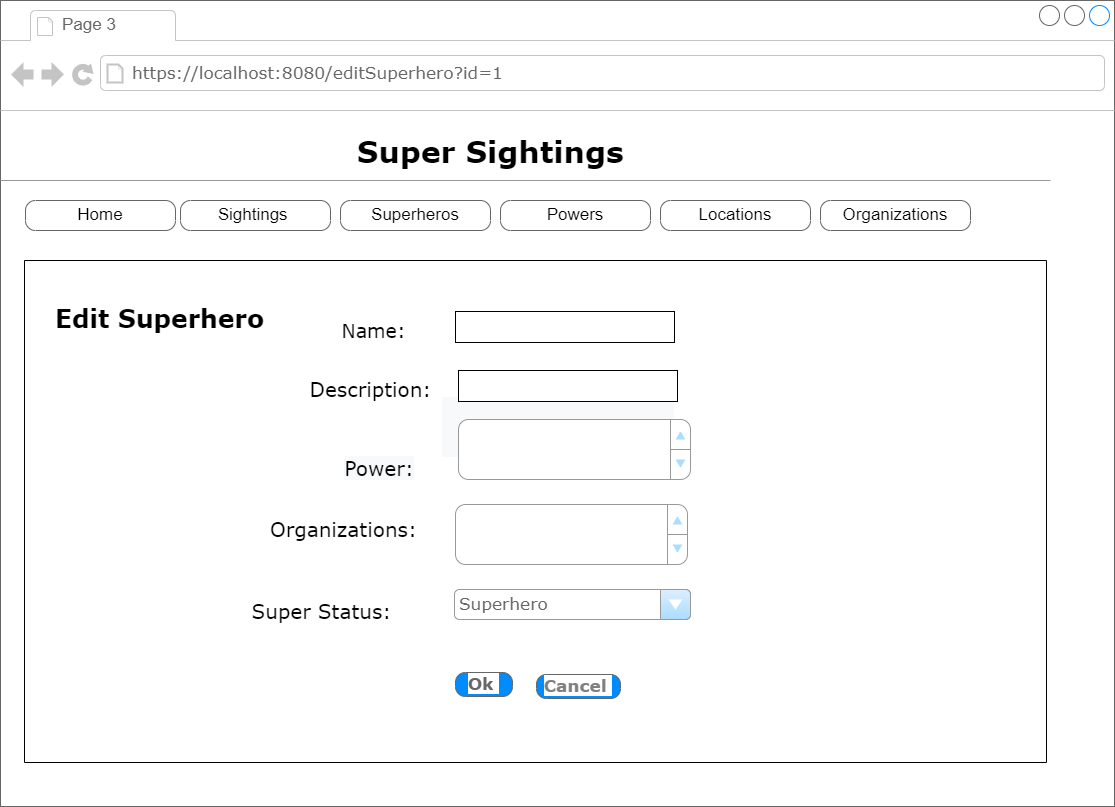 Page 3
https://localhost:8080/editSuperhero?id=1
Super Sightings
Home Sightings Superheros Powers Locations Organizations
Edit Superhero
Name:
Description:
Power:
Organizations:
Super Status: Superhero
Ok Cancel